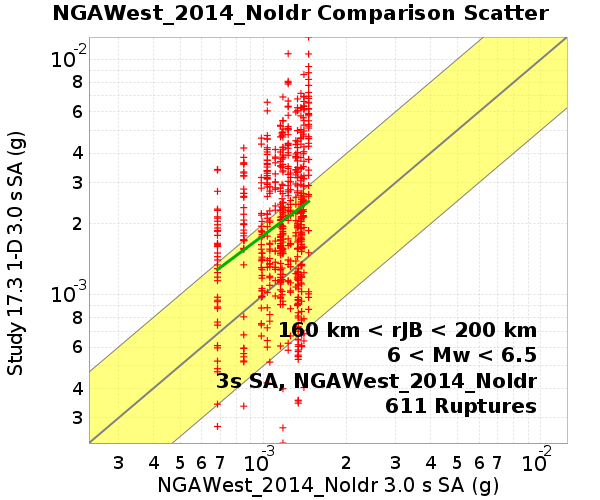 NGAWest_2014_NoIdr Comparison Scatter
Study 17.3 1-D 3.0 s SA (g)
10-2
8
6
4
3
2
10-3
8
6
4
3
160 km < rJB < 200 km
6 < Mw < 6.5
3s SA, NGAWest_2014_NoIdr
611 Ruptures
3 4 5 6 7 10-3 2 3 4 5 6 7 10-2
NGAWest_2014_NoIdr 3.0 s SA (g)